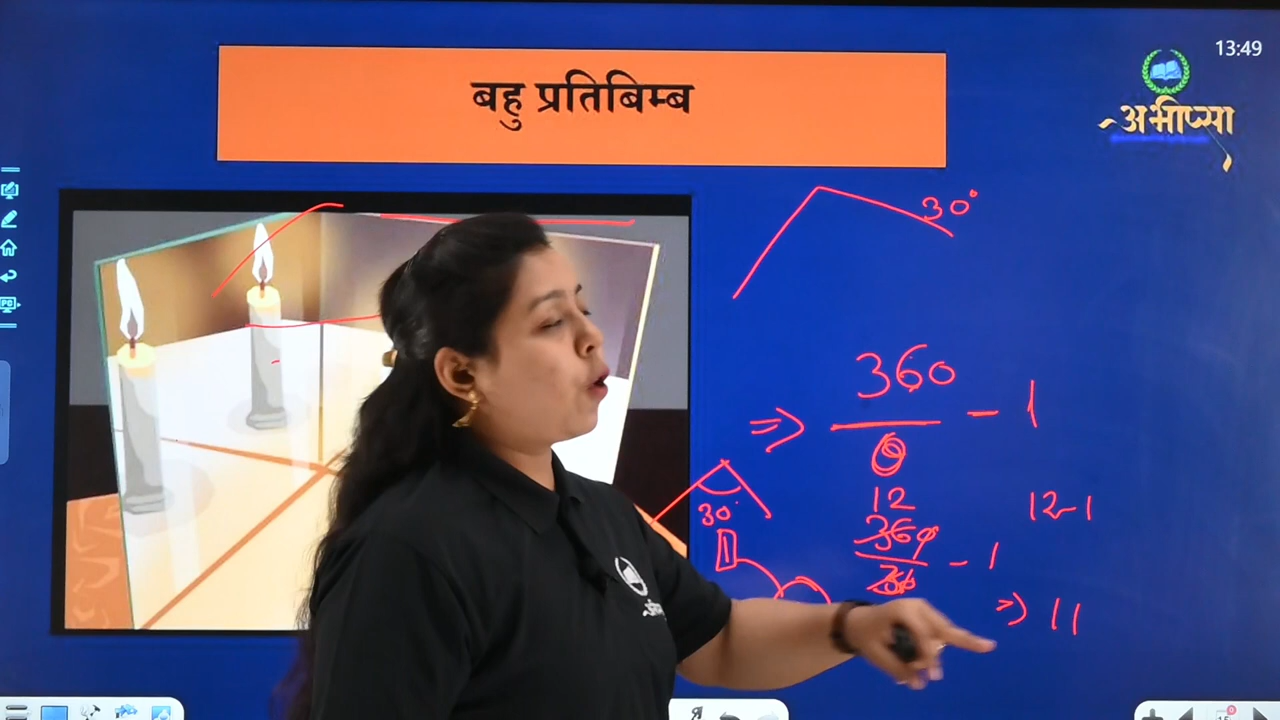 13:49
बहु प्रतिबिम्ब
अभीप्सा
30°
360
— - 1
θ
30°
12
360
— - 1
30
12-1
⇒ 11